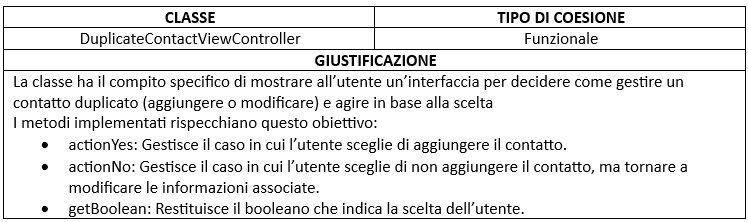 CLASSE TIPO DI COESIONE
DuplicateContactViewController Funzionale
GIUSTIFICAZIONE
La classe ha il compito specifico di mostrare all’utente un’interfaccia per decidere come gestire un
contatto duplicato (aggiungere o modificare) e agire in base alla scelta
I metodi implementati rispecchiano questo obiettivo:
• actionYes: Gestisce il caso in cui l’utente sceglie di aggiungere il contatto.
• actionNo: Gestisce il caso in cui l’utente sceglie di non aggiungere il contatto, ma tornare a
modificare le informazioni associate.
• getBoolean: Restituisce il booleano che indica la scelta dell’utente.